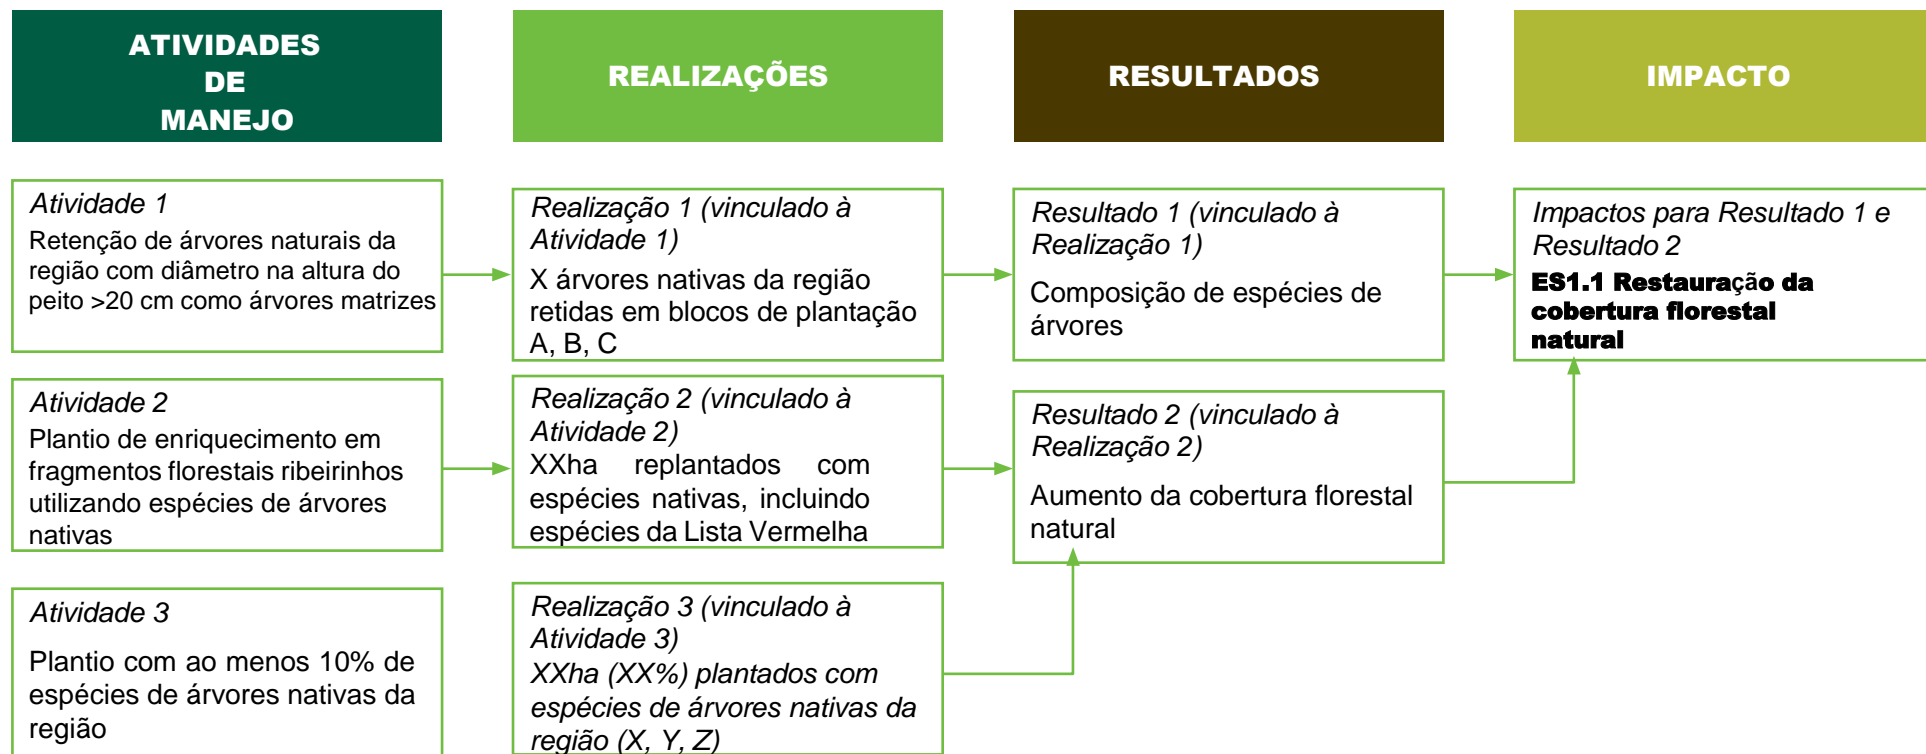 ATIVIDADES
DE
MANEJO
REALIZAÇÕES
RESULTADOS
IMPACTO
Atividade 1
Retenção de árvores naturais da
região com diâmetro na altura do
peito >20 cm como árvores matrizes
Realização 1 (vinculado à
Atividade 1)
X árvores nativas da região
retidas em blocos de plantação
A, B, C
Resultado 1 (vinculado à
Realização 1)
Composição de espécies de
árvores
Impactos para Resultado 1 e
Resultado 2
ES1.1 Restauração da
cobertura florestal
natural
Atividade 2
Plantio de enriquecimento em
fragmentos florestais ribeirinhos
utilizando espécies de árvores
nativas
Realização 2 (vinculado à
Atividade 2)
XXha replantados com
espécies nativas, incluindo
espécies da Lista Vermelha
Resultado 2 (vinculado à
Realização 2)
Aumento da cobertura florestal
natural
Atividade 3
Plantio com ao menos 10% de
espécies de árvores nativas da
região
Realização 3 (vinculado à
Atividade 3)
XXha (XX%) plantados com
espécies de árvores nativas da
região (X, Y, Z)